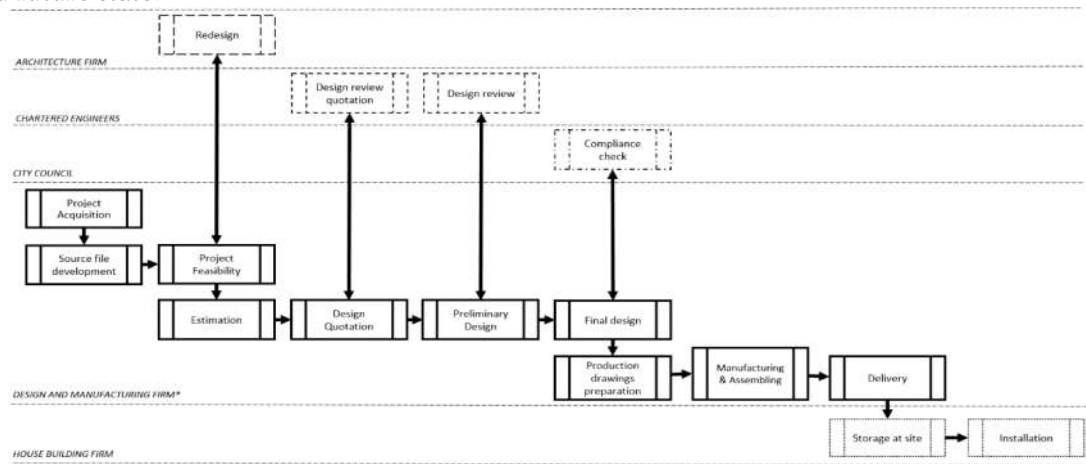 Redesign
ARCHITECTURE FIRM
Design review
quotation
Design review
CHARTERED ENGINEERS
Compliance
check
CITY COUNCIL
Project
Acquisition
Source file
development
Project
Feasibility
Estimation
Design
Quotation
Preliminary
Design
Final design
Production
drawings
preparation
Manufacturing
& Assembling
Delivery
DESIGN AND MANUFACTURING FIRM*
Storage at site
Installation
HOUSE BUILDING FIRM